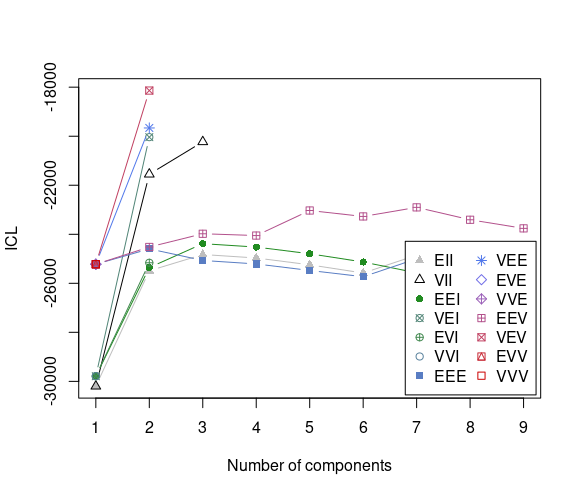 ICL
-18000
-22000
-26000
-30000
1 2 3 4 5 6 7 8 9
Number of components
EII VEE
VII EVE
EEI VVE
VEI EEV
EVI VEV
VVI EVV
EEE VVV